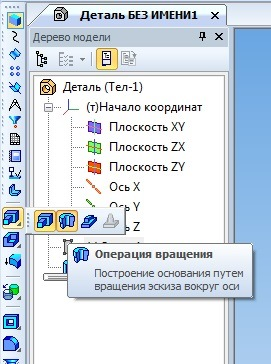 Деталь БЕЗ ИМЕНИ1
Дерево модели
Деталь (Тел-1)
(т)Начало координат
Плоскость XY
Плоскость ZX
Плоскость ZY
Ось X
Ось Y
Z
Операция вращения
Построение основания путем
вращения эскиза вокруг оси